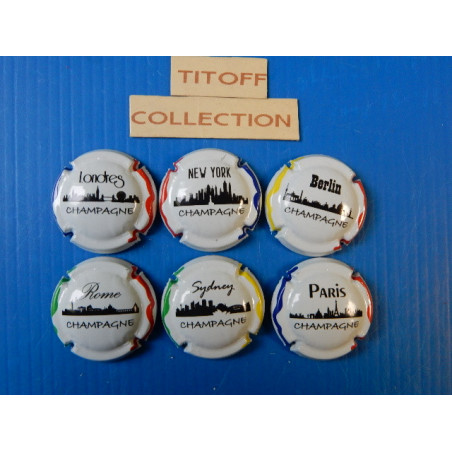 TITOFF
COLLECTION
Londres
CHAMPAGNE
NEW YORK
CHAMPAGNE
Berlin
CHAMPAGNE
Rome
CHAMPAGNE
Sydney
CHAMPAGNE
PARIS
CHAMPAGNE